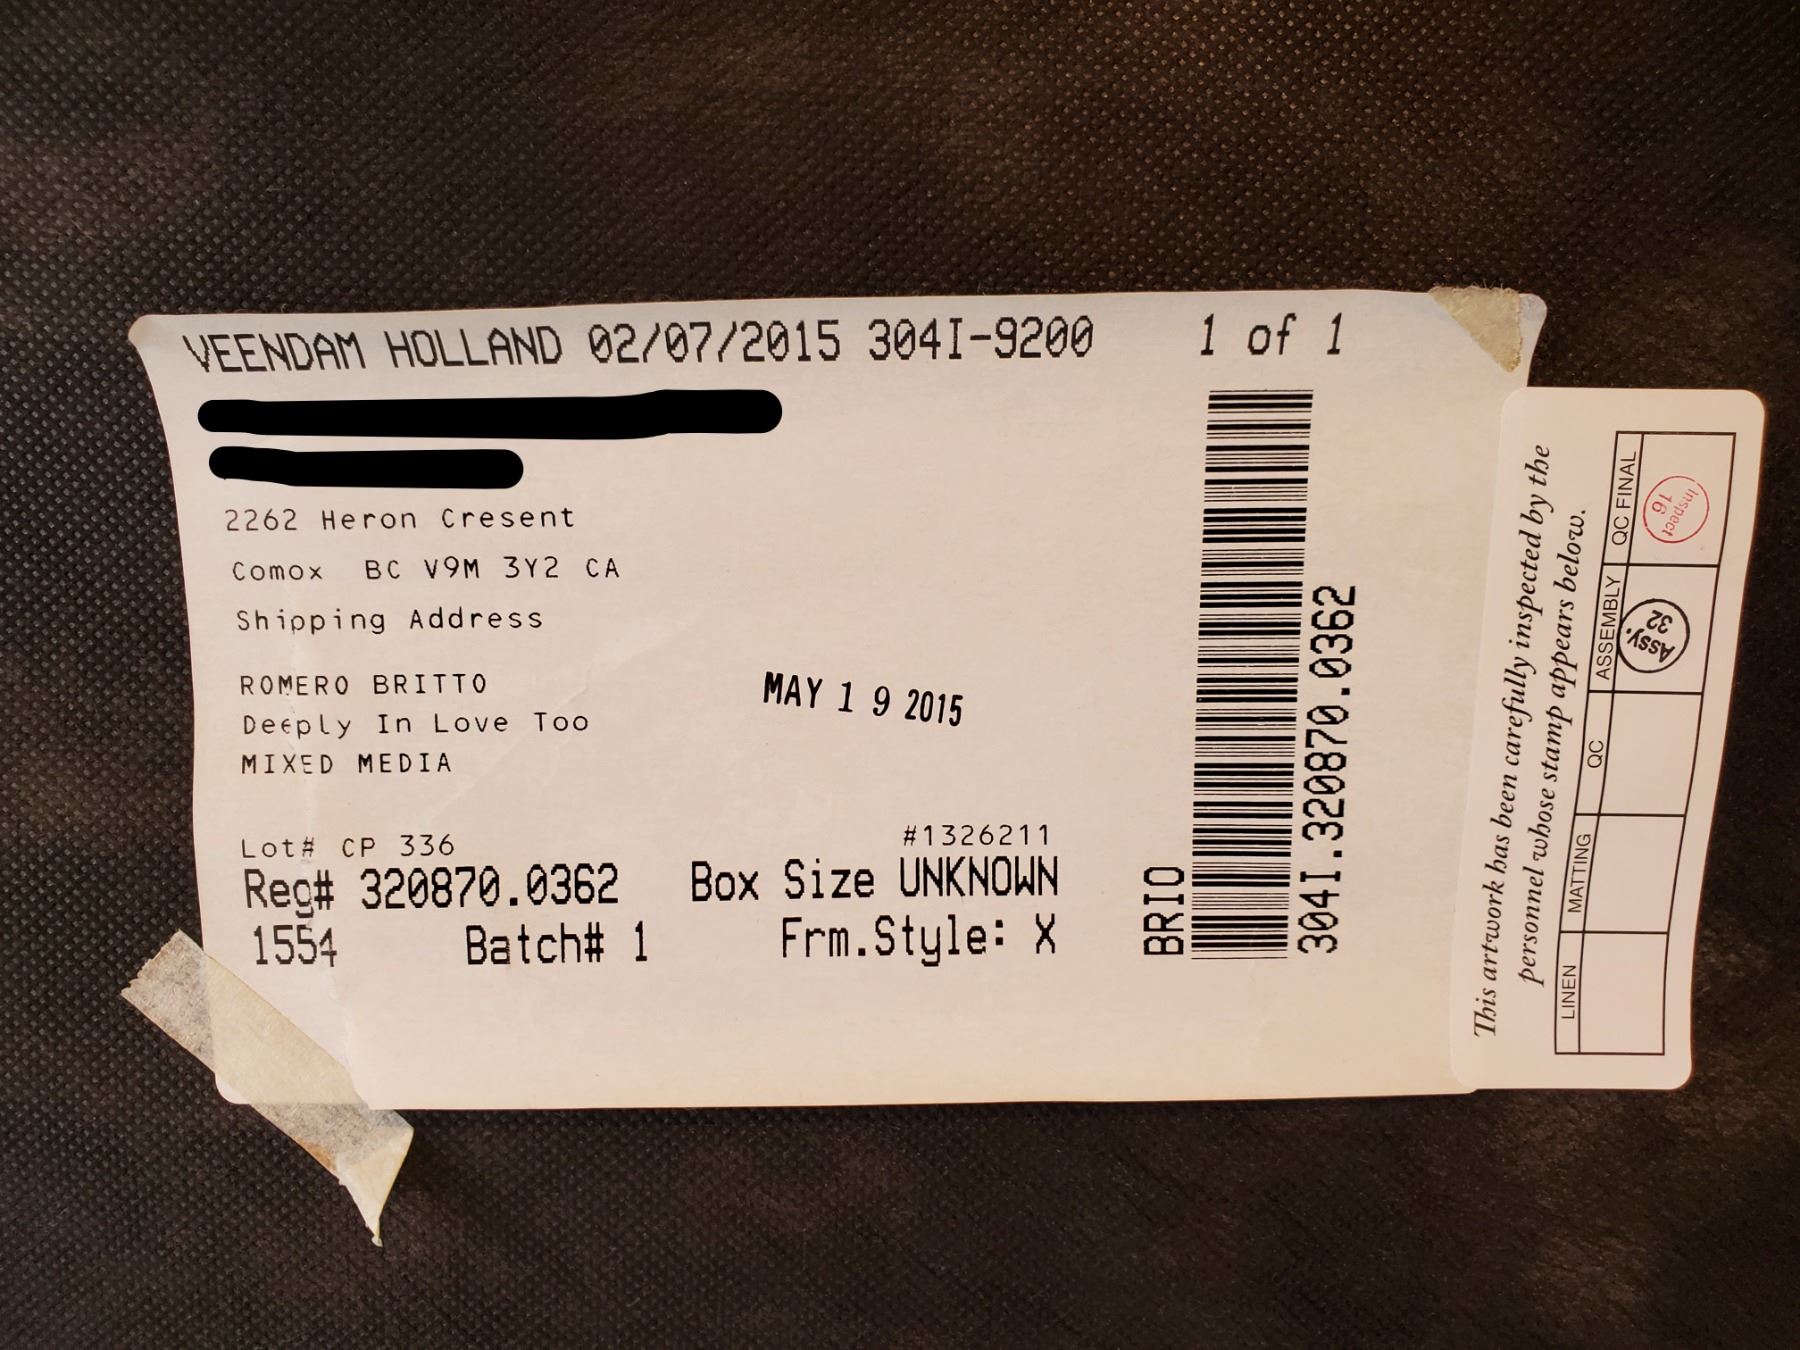 VEENDAM HOLLAND 02/07/2015 304I-9200 1 of 1
2262 Heron Cresent
Comox BC V9M 3Y2 CA
Shipping Address
ROMERO BRITTO
Deeply In Love Too
MIXED MEDIA
MAY 19 2015
Lot# CP 336
#1326211
Reg# 320870.0362 Box Size UNKNOWN
1554 Batch# 1 Frm.Style: X
BRIO
304I.320870.0362
This artwork has been carefully inspected by the
personnel whose stamp appears below.
LINEN MATTING QC ASSEMBLY QC FINAL
Assy. 32
Inspect 16